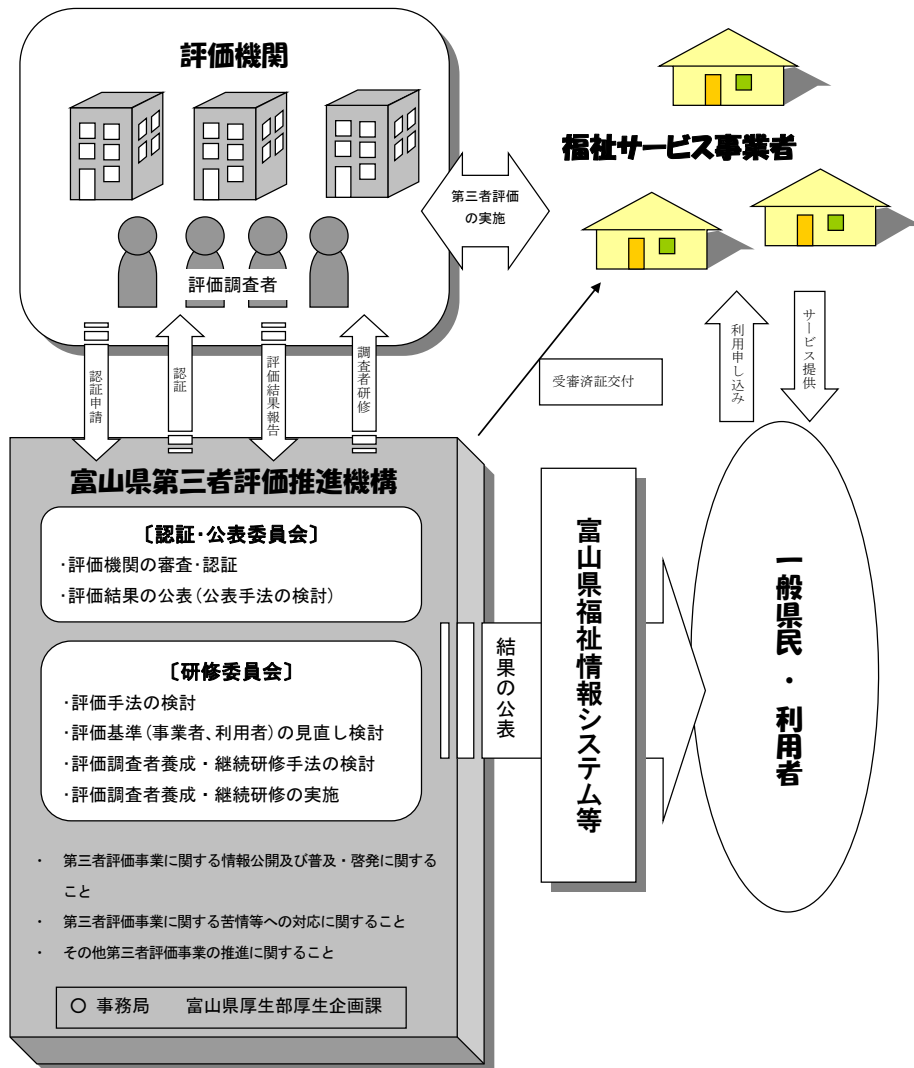 評価機関
福祉サービス事業者
第三者評価
の実施
評価調査者
認証申請
認証
評価結果報告
調査者研修
受審済証交付
利用申し込み
サービス提供
富山県第三者評価推進機構
〔認証・公表委員会〕
・評価機関の審査・認証
・評価結果の公表(公表手法の検討)
〔研修委員会〕
・評価手法の検討
・評価基準(事業者、利用者)の見直し検討
・評価調査者養成・継続研修手法の検討
・評価調査者養成・継続研修の実施
・ 第三者評価事業に関する情報公開及び普及・啓発に関する
こと
・ 第三者評価事業に関する苦情等への対応に関すること
・ その他第三者評価事業の推進に関すること
○ 事務局 富山県厚生部厚生企画課
結果の公表
富山県福祉情報システム等
一般県民・利用者